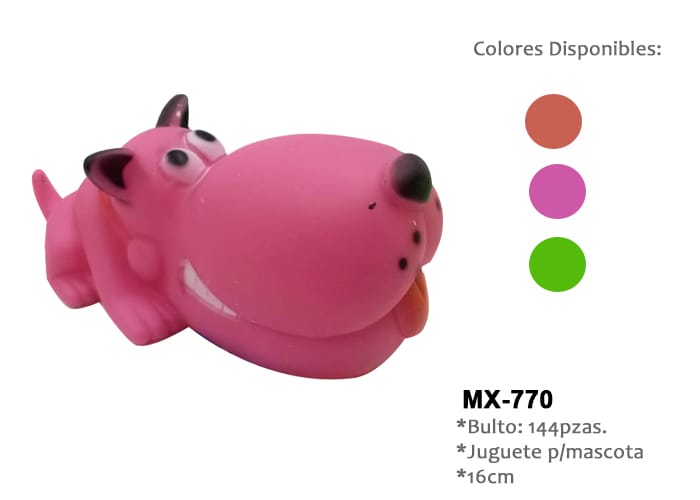 Colores Disponibles:
MX-770
*Bulto: 144pzas.
*Juguete p/mascota
*16cm